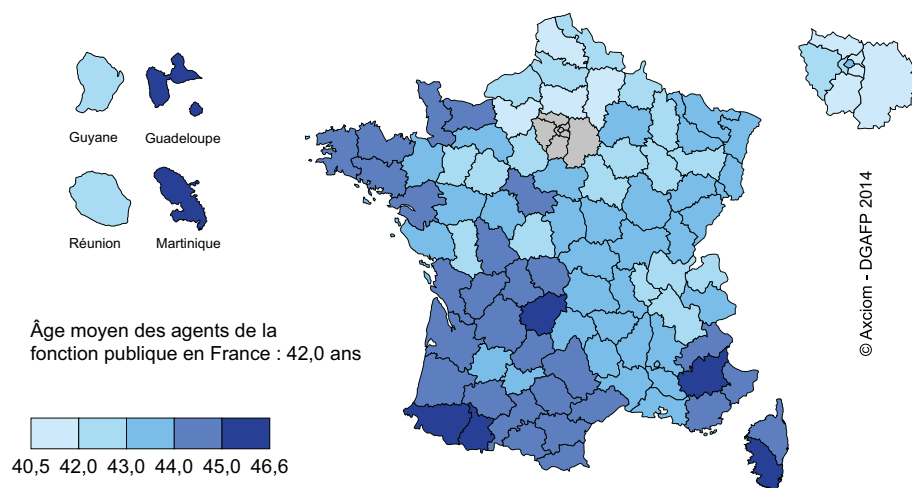 Guyane
Guadeloupe
Réunion
Martinique
Âge moyen des agents de la
fonction publique en France : 42,0 ans
40,5 42,0 43,0 44,0 45,0 46,6
© Axciom - DGAFP 2014